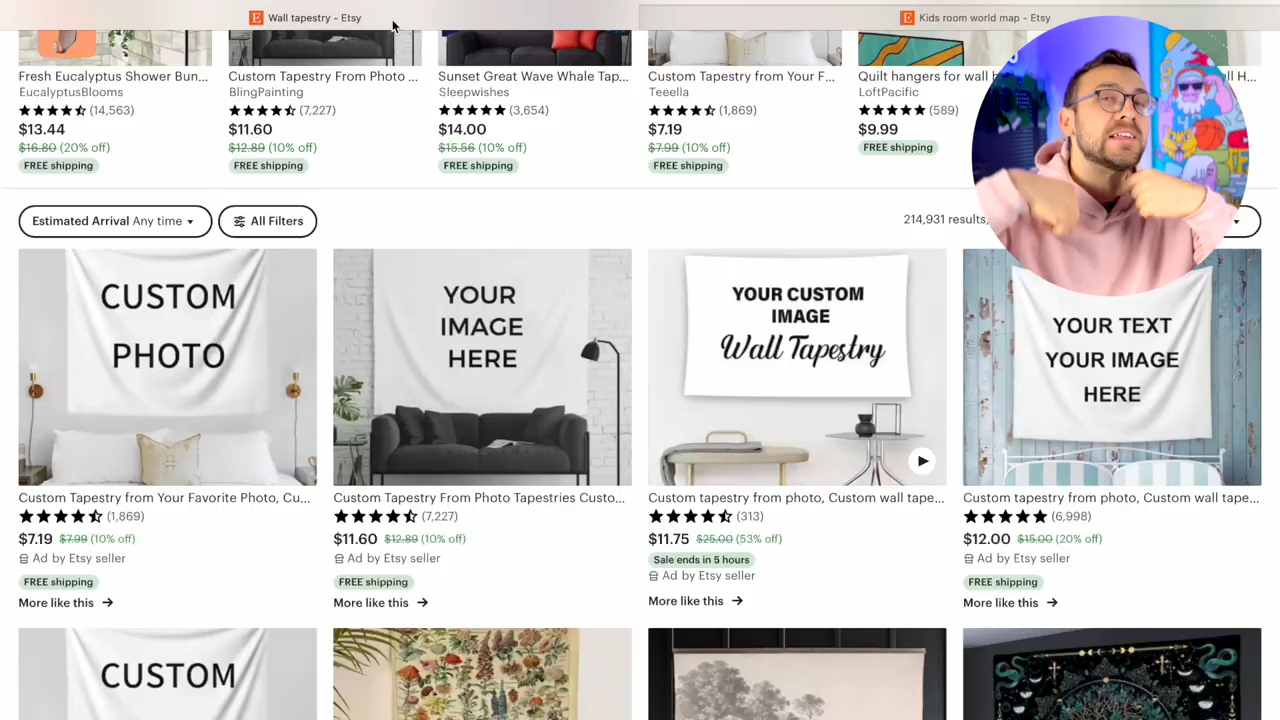 Wall tapestry - Etsy
Kids room world map - Etsy
Fresh Eucalyptus Shower Bun...
EucalyptusBlooms
(14,563)
$13.44
$16.80 (20% off)
FREE shipping
Custom Tapestry From Photo ...
BlingPainting
(7,227)
$11.60
$12.89 (10% off)
FREE shipping
Sunset Great Wave Whale Tap...
Sleepwishes
(3,654)
$14.00
$15.56 (10% off)
FREE shipping
Custom Tapestry from Your F...
Teeella
(1,869)
$7.19
$7.99 (10% off)
FREE shipping
Quilt hangers for wall
LoftPacific
(589)
$9.99
FREE shipping
Estimated Arrival Any time
All Filters
214,931 results,
CUSTOM
PHOTO
YOUR
IMAGE
HERE
YOUR CUSTOM
IMAGE
Wall Tapestry
YOUR TEXT
YOUR IMAGE
HERE
Custom Tapestry from Your Favorite Photo, Cu...
(1,869)
$7.19 $7.99 (10% off)
Ad by Etsy seller
FREE shipping
More like this →
Custom Tapestry From Photo Tapestries Custo...
(7,227)
$11.60 $12.89 (10% off)
Ad by Etsy seller
FREE shipping
More like this →
Custom tapestry from photo, Custom wall tape...
(313)
$11.75 $25.00 (53% off)
Sale ends in 5 hours
Ad by Etsy seller
More like this →
Custom tapestry from photo, Custom wall tape...
(6,998)
$12.00 $15.00 (20% off)
Ad by Etsy seller
FREE shipping
More like this →
CUSTOM